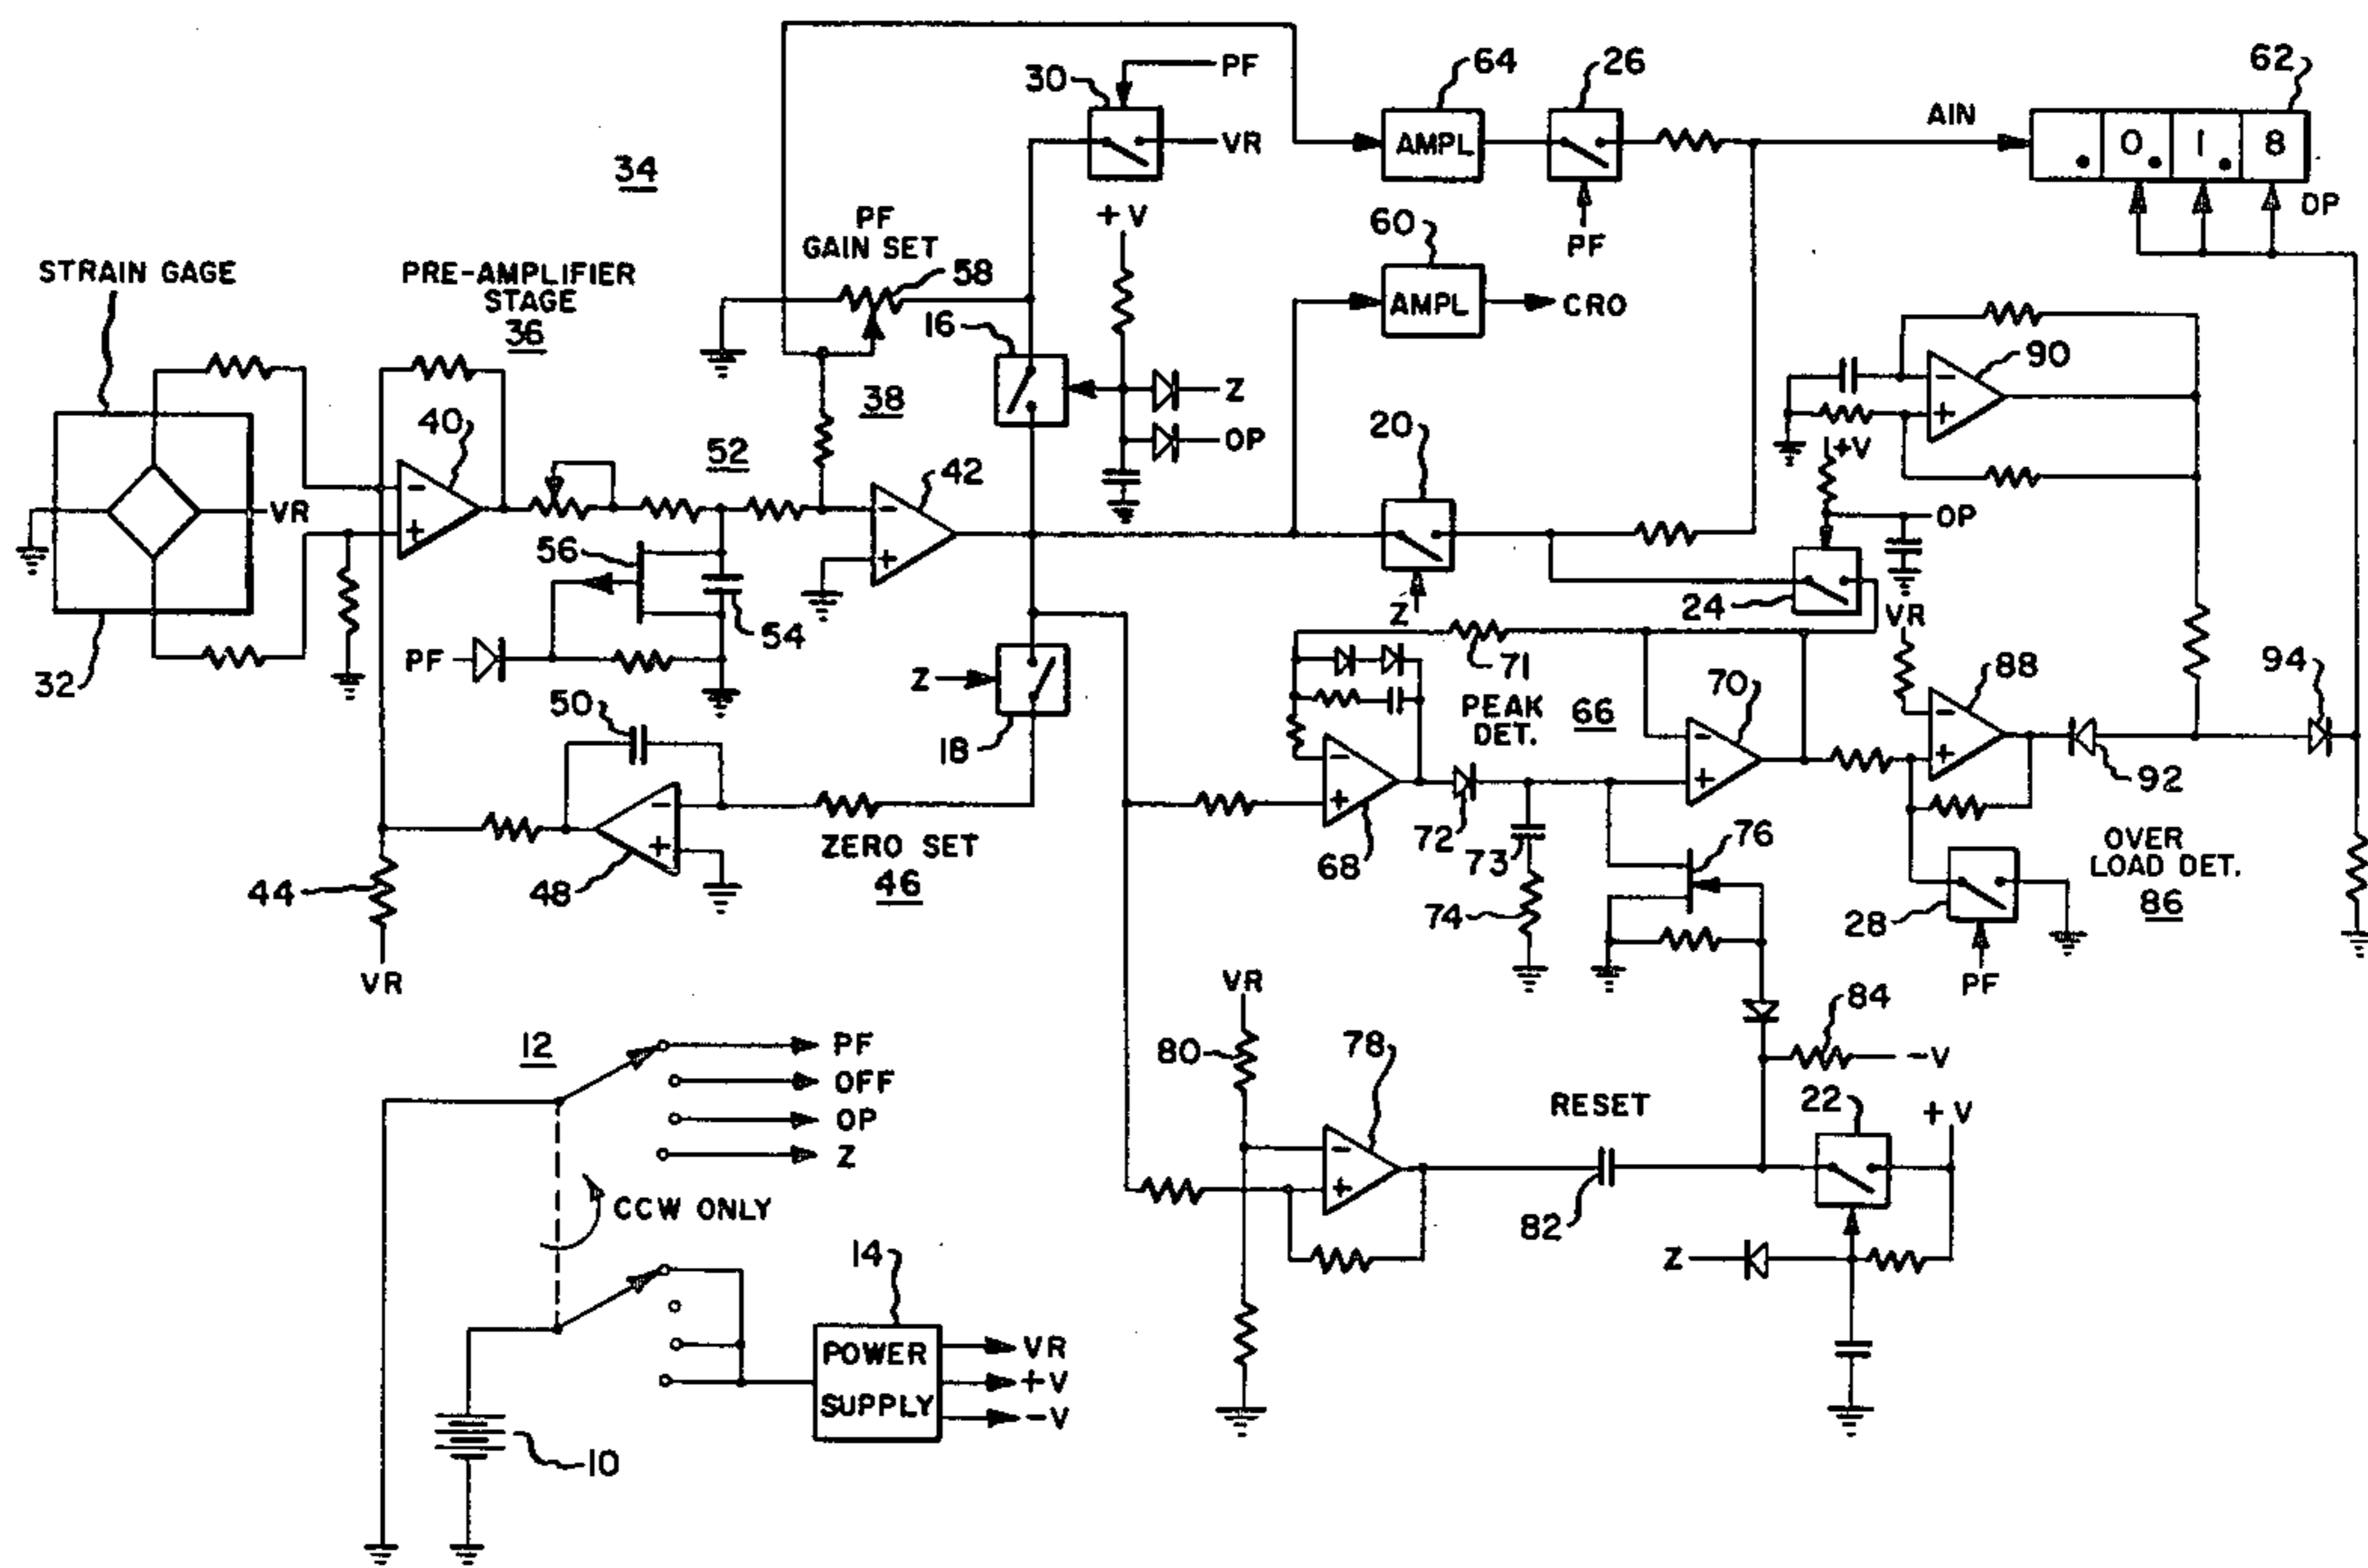 30
PF
64
26
62
34
AIN
VR
AMPL
. 0. 1. 8
+V
60
PF
OP
PF
GAIN SET
58
STRAIN GAGE
PRE-AMPLIFIER
STAGE
36
AMPL
CRO
16
90
38
Z
40
20
+V
52
42
OP
VR
OP
56
24
VR
54
Z
PF
71
88
94
32
Z
PEAK
DET.
66
70
50
18
92
72
73
76
OVER
LOAD DET.
86
ZERO SET
46
44
48
68
74
28
VR
VR
PF
84
12
PF
80
78
-V
OFF
RESET
22
+V
OP
Z
CCW ONLY
82
14
Z
POWER
SUPPLY
VR
+V
-V
10